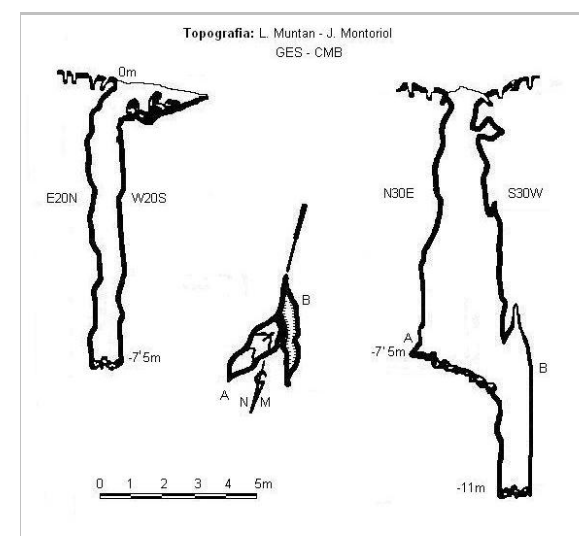 Topografia: L. Muntan - J. Montoriol
GES - CMB
0m
E20N
W20S
-7'5m
N30E
S30W
A
-7'5m
B
-11m
B
A
N M
0 1 2 3 4 5m